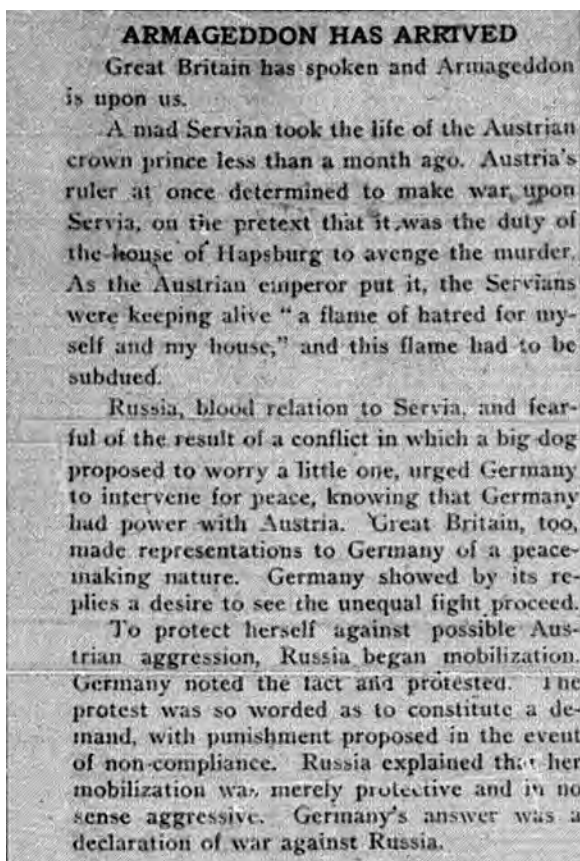 ARMAGEDDON HAS ARRIVED
Great Britain has spoken and Armageddon
is upon us.
A mad Servian took the life of the Austrian
crown prince less than a month ago. Austria's
ruler at once determined to make war upon
Servia, on the pretext that it was the duty of
the house of Hapsburg to avenge the murder.
As the Austrian emperor put it, the Servians
were keeping alive "a flame of hatred for my-
self and my house," and this flame had to be
subdued.
Russia, blood relation to Servia, and fear-
ful of the result of a conflict in which a big dog
proposed to worry a little one, urged Germany
to intervene for peace, knowing that Germany
had power with Austria. Great Britain, too,
made representations to Germany of a peace-
making nature. Germany showed by its re-
plies a desire to see the unequal fight proceed.
To protect herself against possible Aus-
trian aggression, Russia began mobilization.
Germany noted the fact and protested. The
protest was so worded as to constitute a de-
mand, with punishment proposed in the event
of non-compliance. Russia explained that her
mobilization was merely protective and in no
sense aggressive. Germany's answer was a
declaration of war against Russia.